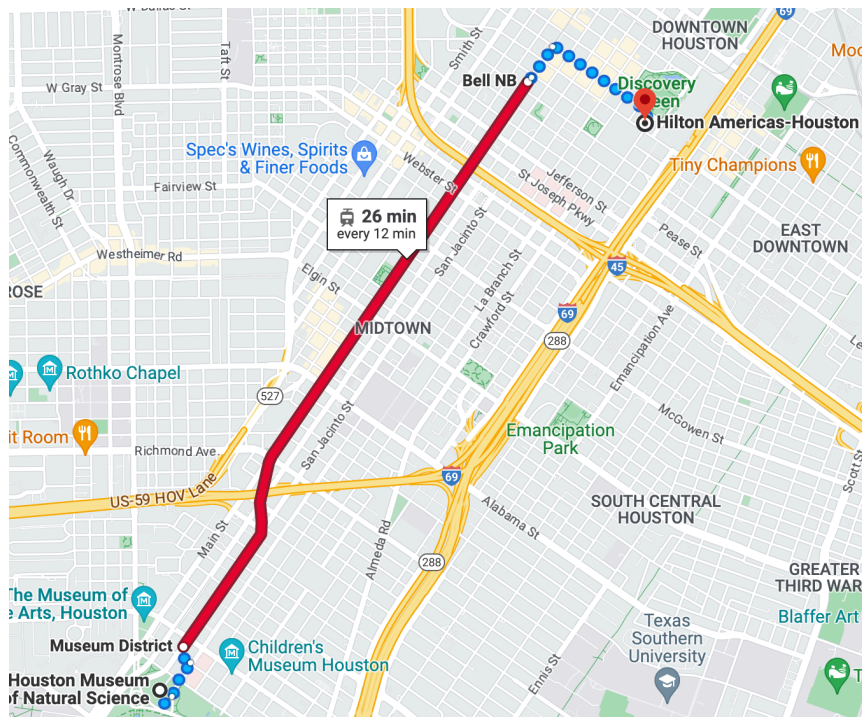 W Dallas St
69
DOWNTOWN
HOUSTON
Smith St
Montrose Blvd
Taft St
Bell NB
Discovery
Green
W Gray St
Hilton Americas-Houston
Spec's Wines, Spirits
& Finer Foods
Tiny Champions
Waugh Dr
Commonwealth St
Webster St
Jefferson St
St Joseph Pkwy
Fairview St
26 min
every 12 min
San Jacinto St
Pease St
EAST
DOWNTOWN
Westheimer Rd
45
Elgin St
La Branch St
Crawford St
ROSE
69
MIDTOWN
288
Emancipation Ave
Rothko Chapel
527
San Jacinto St
McGowen St
it Room
Richmond Ave
Emancipation
Park
Scott St
69
US-59 HOV Lane
SOUTH CENTRAL
HOUSTON
Alabama St
Main St
Almeda Rd
288
GREATER
THIRD WAR
The Museum of
e Arts, Houston
Blaffer Art
Texas
Southern
University
Museum District
Children's
Museum Houston
Houston Museum
of Natural Science
Ennis St